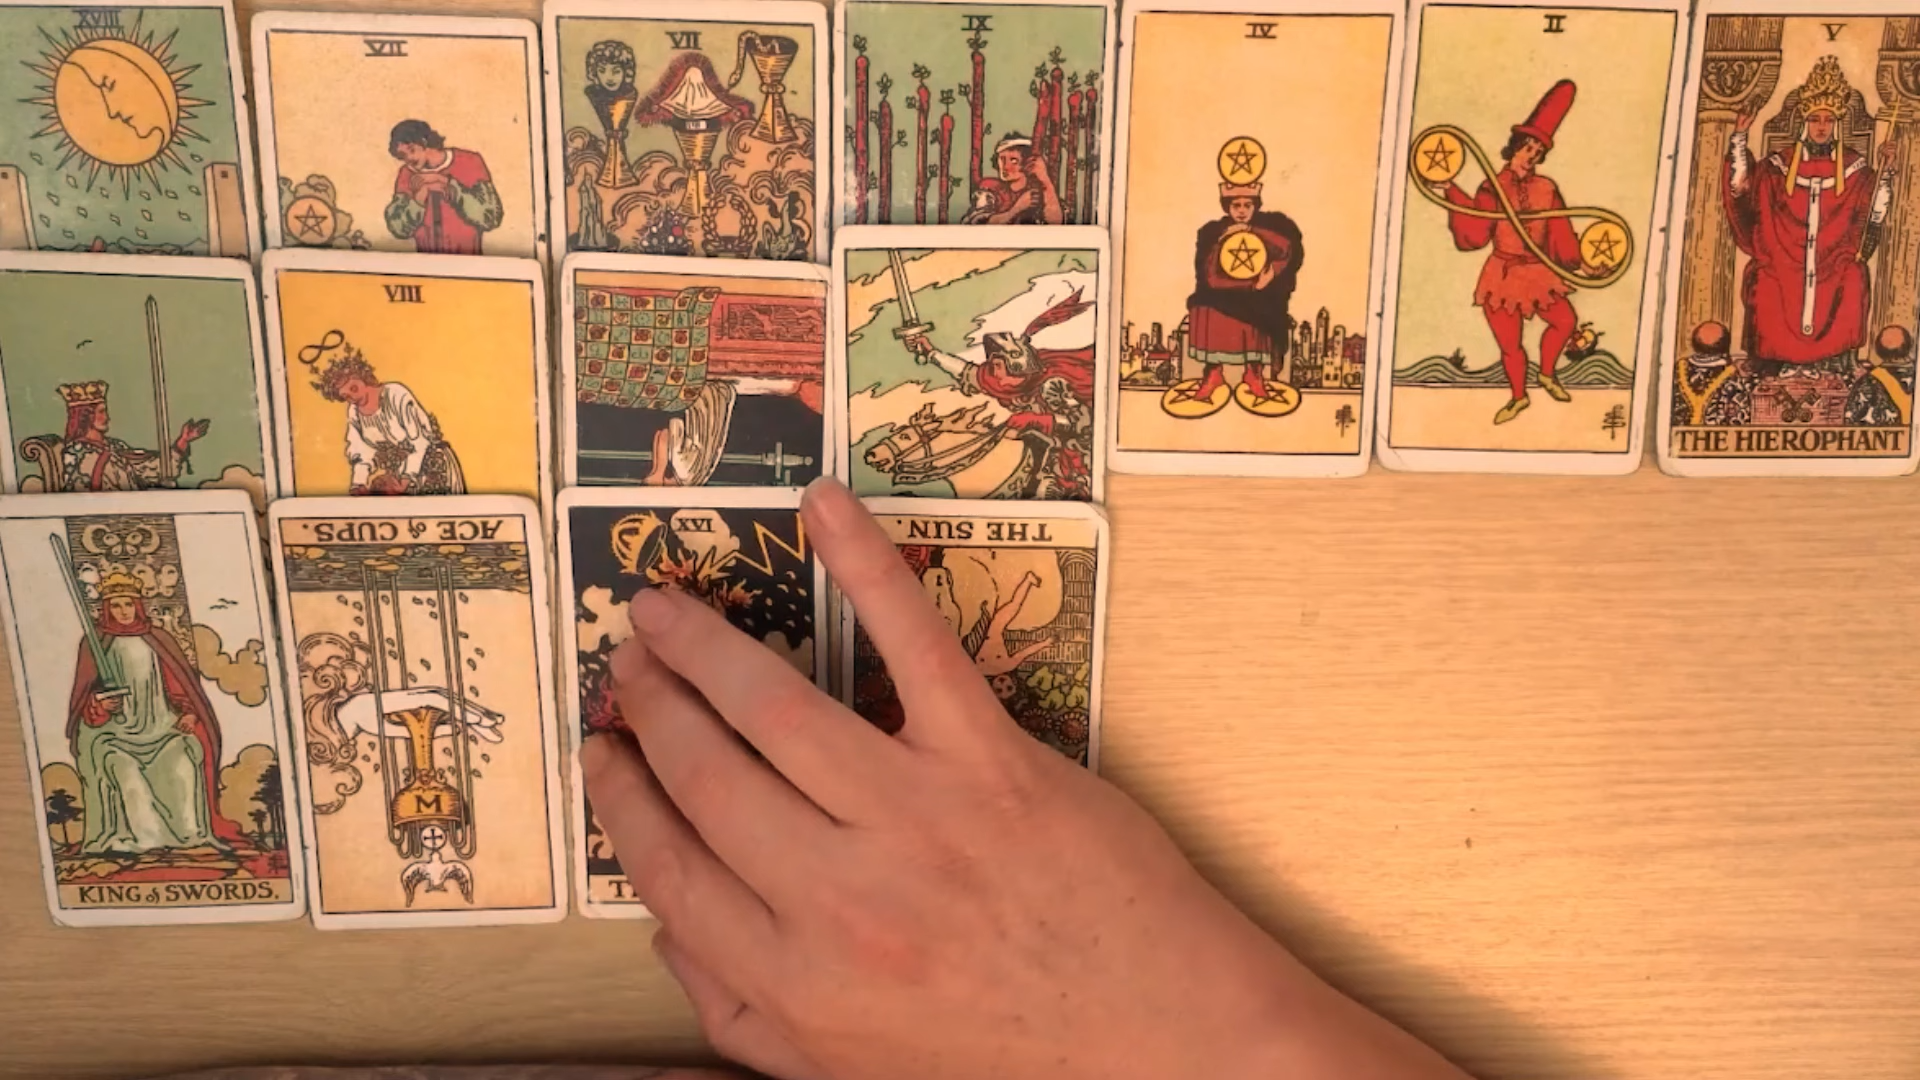 XVIII
VII
VII
IX
IV
II
V
THE HIEROPHANT
VIII
ACE of CUPS.
XVI
THE SUN.
M
KING of SWORDS.